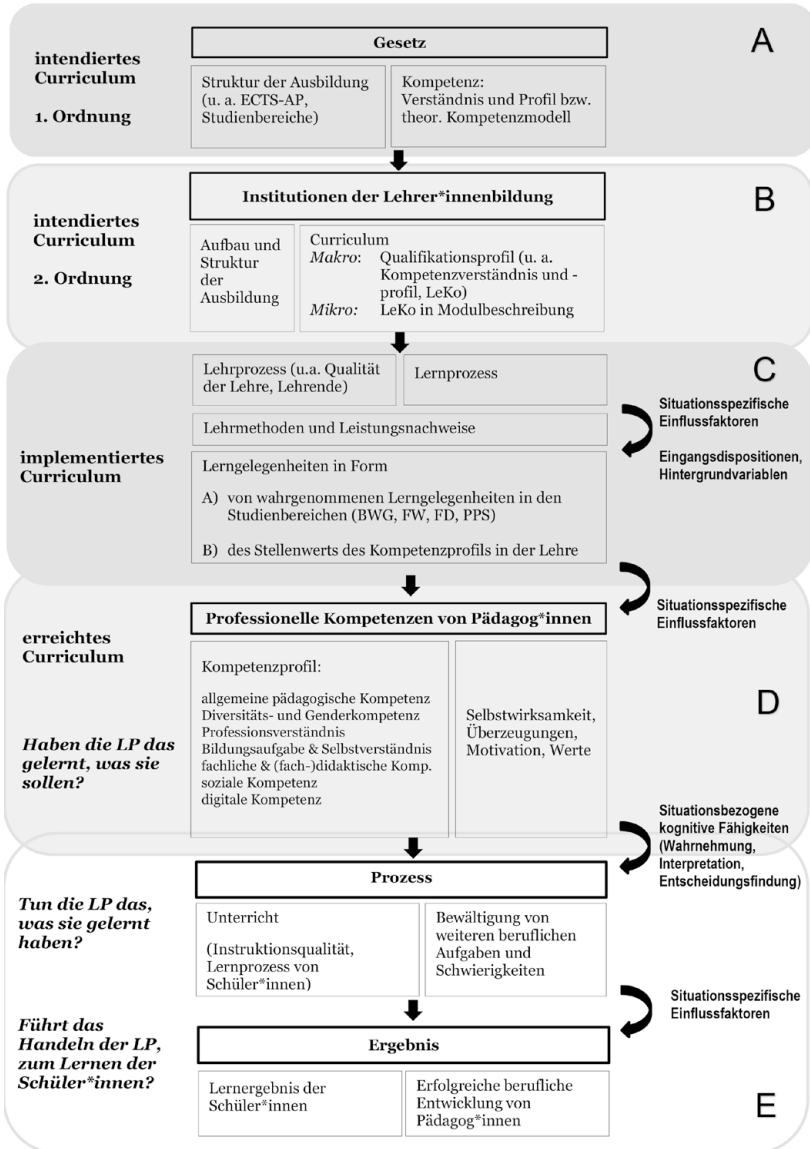 A
intendiertes
Curriculum
1. Ordnung
Gesetz
Struktur der Ausbildung
(u. a. ECTS-AP,
Studienbereiche)
Kompetenz:
Verständnis und Profil bzw.
theor. Kompetenzmodell
B
intendiertes
Curriculum
2. Ordnung
Institutionen der Lehrer*innenbildung
Aufbau und
Struktur
der
Ausbildung
Curriculum
Makro: Qualifikationsprofil (u. a.
Kompetenzverständnis und -
profil, LeKo)
Mikro: LeKo in Modulbeschreibung
C
implementiertes
Curriculum
Lehrprozess (u.a. Qualität
der Lehre, Lehrende)
Lernprozess
Lehrmethoden und Leistungsnachweise
Lerngelegenheiten in Form
A) von wahrgenommenen Lerngelegenheiten in den
Studienbereichen (BWG, FW, FD, PPS)
B) des Stellenwerts des Kompetenzprofils in der Lehre
Situationsspezifische
Einflussfaktoren
Eingangsdispositionen,
Hintergrundvariablen
Situationsspezifische
Einflussfaktoren
D
erreichtes
Curriculum
Haben die LP das
gelernt, was sie
sollen?
Professionelle Kompetenzen von Pädagog*innen
Kompetenzprofil:
allgemeine pädagogische Kompetenz
Diversitäts- und Genderkompetenz
Professionsverständnis
Bildungsaufgabe & Selbstverständnis
fachliche & (fach-)didaktische Komp.
soziale Kompetenz
digitale Kompetenz
Selbstwirksamkeit,
Überzeugungen,
Motivation, Werte
Situationsbezogene
kognitive Fähigkeiten
(Wahrnehmung,
Interpretation,
Entscheidungsfindung)
Tun die LP das,
was sie gelernt
haben?
Prozess
Unterricht
(Instruktionsqualität,
Lernprozess von
Schüler*innen)
Bewältigung von
weiteren beruflichen
Aufgaben und
Schwierigkeiten
Situationsspezifische
Einflussfaktoren
Führt das
Handeln der LP,
zum Lernen der
Schüler*innen?
Ergebnis
Lernergebnis der
Schüler*innen
Erfolgreiche berufliche
Entwicklung von
Pädagog*innen
E